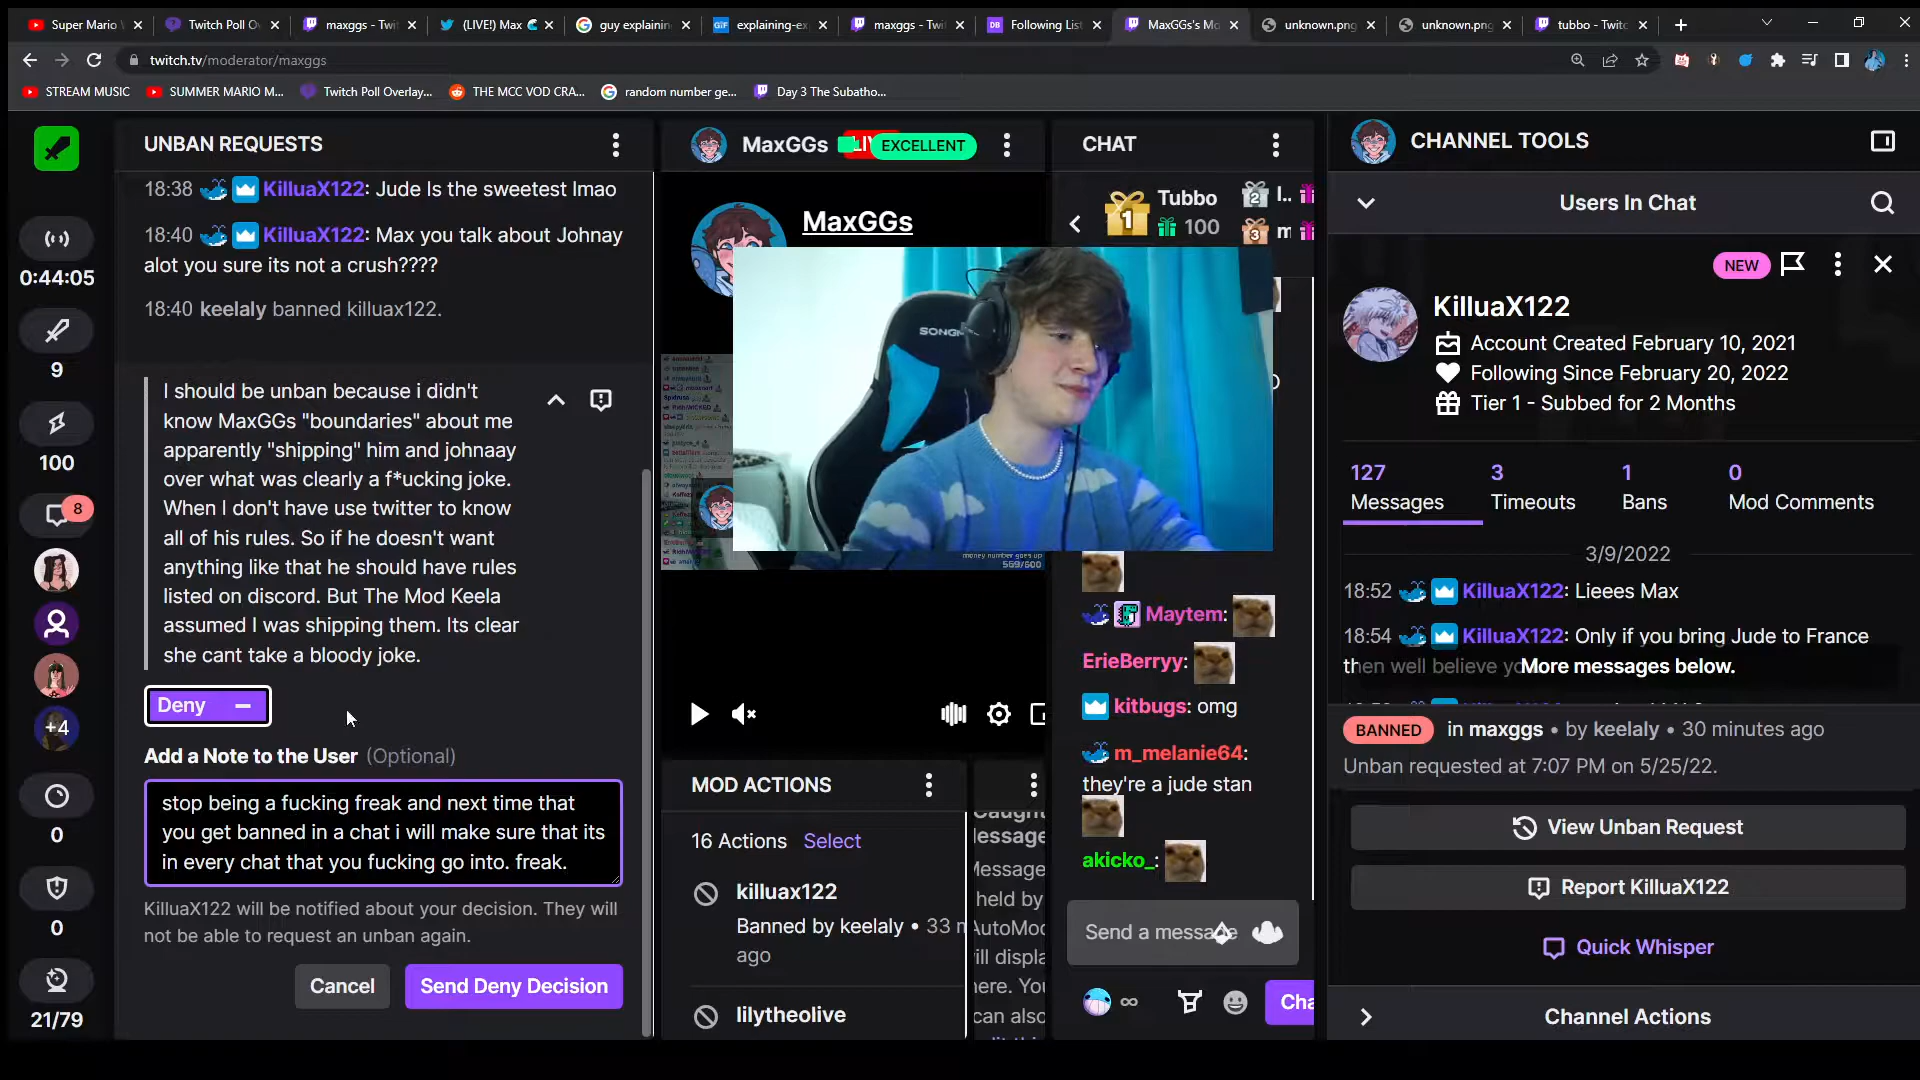 Super Mario
Twitch Poll O
maxggs - Twi
(LIVE!) Max
guy explainin
explaining-ex
maxggs - Twi
Following List
MaxGGs's Mo
unknown.png
unknown.png
tubbo - Twitc
twitch.tv/moderator/maxggs
STREAM MUSIC
SUMMER MARIO M...
Twitch Poll Overlay...
THE MCC VOD CRA...
random number ge...
Day 3 The Subatho...
0:44:05
9
100
8
+4
0
0
21/79
UNBAN REQUESTS
18:38 KilluaX122: Jude Is the sweetest lmao
18:40 KilluaX122: Max you talk about Johnay
alot you sure its not a crush????
18:40 keelaly banned killuax122.
I should be unban because i didn't
know MaxGGs "boundaries" about me
apparently "shipping" him and johnaay
over what was clearly a f*ucking joke.
When I don't have use twitter to know
all of his rules. So if he doesn't want
anything like that he should have rules
listed on discord. But The Mod Keela
assumed I was shipping them. Its clear
she cant take a bloody joke.
Deny
Add a Note to the User (Optional)
stop being a fucking freak and next time that
you get banned in a chat i will make sure that its
in every chat that you fucking go into. freak.
KilluaX122 will be notified about your decision. They will
not be able to request an unban again.
Cancel
Send Deny Decision
MaxGGs
EXCELLENT
MaxGGs
SONGMICS
money number goes up
569/600
MOD ACTIONS
16 Actions Select
killuax122
Banned by keelaly • 33 m
ago
lilytheolive
Message
held by
AutoMod
will displa
here. You
can also
CHAT
1
Tubbo
100
2
3
Maytem:
ErieBerryy:
kitbugs: omg
m_melanie64:
they're a jude stan
akicko_:
Send a message
∞
Cha
CHANNEL TOOLS
Users In Chat
NEW
KilluaX122
Account Created February 10, 2021
Following Since February 20, 2022
Tier 1 - Subbed for 2 Months
127
Messages
3
Timeouts
1
Bans
0
Mod Comments
3/9/2022
18:52 KilluaX122: Lieees Max
18:54 KilluaX122: Only if you bring Jude to France
then well believe yo
More messages below.
BANNED in maxggs • by keelaly • 30 minutes ago
Unban requested at 7:07 PM on 5/25/22.
View Unban Request
Report KilluaX122
Quick Whisper
Channel Actions